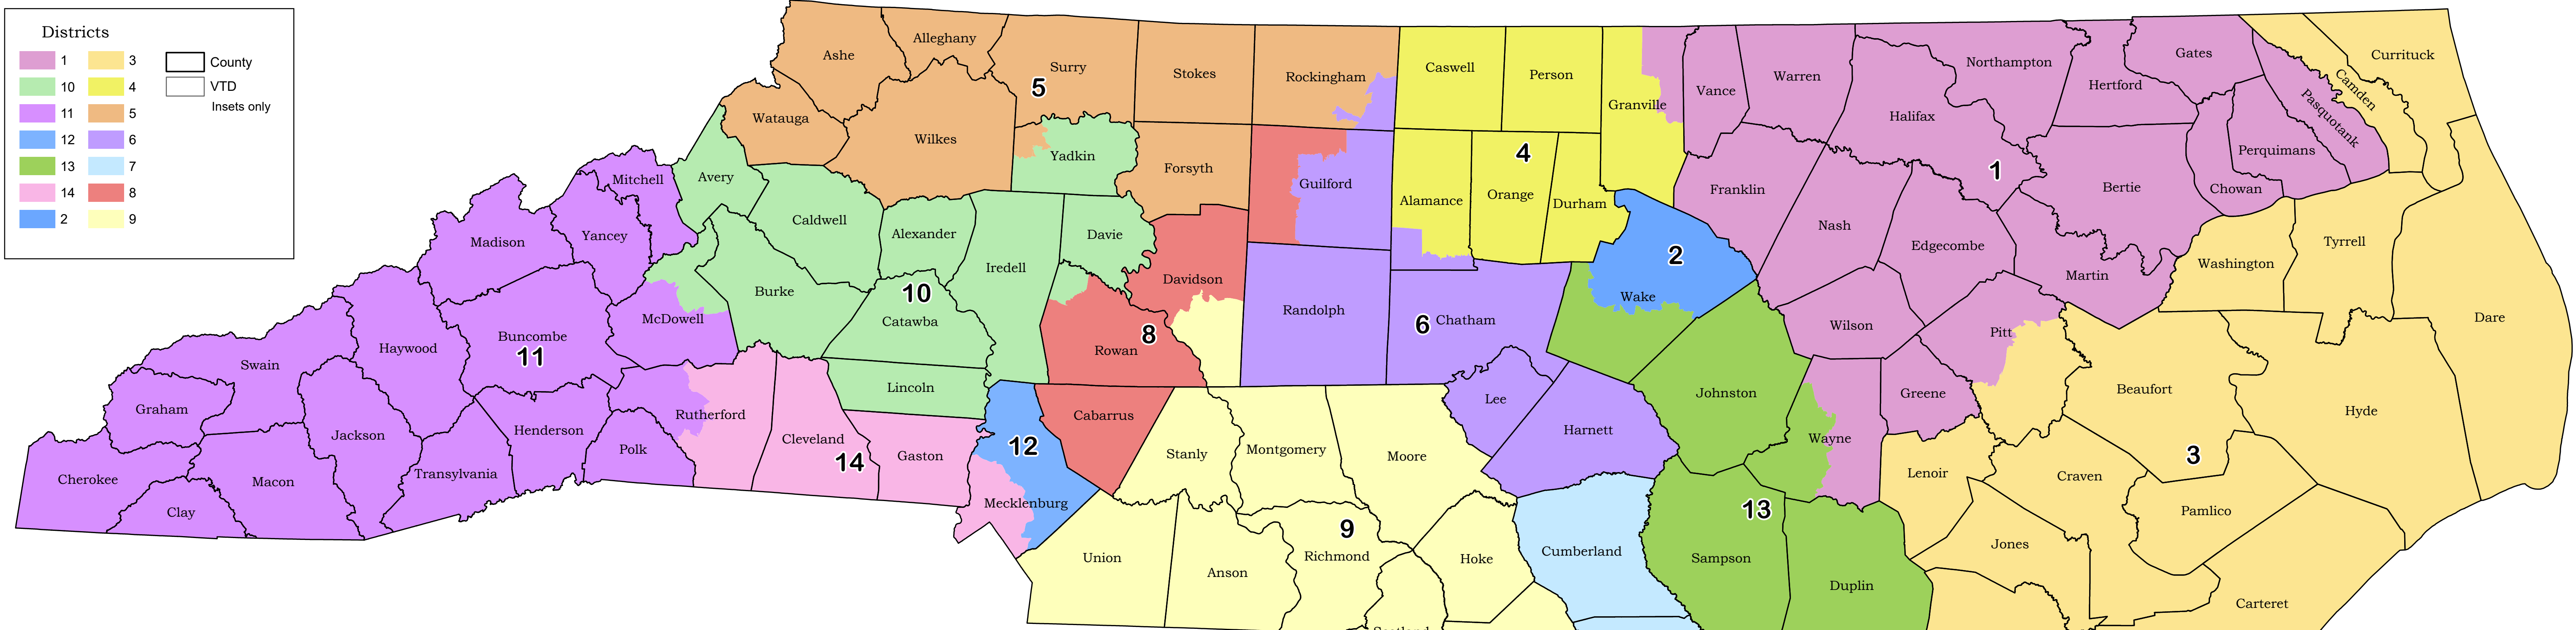 Districts
1 3 County
10 4 VTD
11 5 Insets only
12 6
13 7
14 8
2 9
Ashe
Alleghany
Surry
Stokes
Rockingham
Caswell
Person
Granville
Vance
Warren
Northampton
Halifax
Hertford
Gates
Camden
Currituck
Pasquotank
Perquimans
Chowan
Bertie
5
Watauga
Wilkes
Yadkin
Forsyth
Guilford
Alamance
4
Orange
Durham
Franklin
1
Nash
Edgecombe
Martin
Washington
Tyrrell
Dare
Mitchell
Avery
Caldwell
Alexander
Davie
Iredell
Davidson
Madison
Yancey
Burke
10
Catawba
McDowell
Buncombe
11
Haywood
Swain
Graham
Rowan
8
Randolph
6
Chatham
2
Wake
Wilson
Pitt
Greene
Beaufort
Hyde
Lincoln
Rutherford
Cleveland
14
Gaston
12
Cabarrus
Mecklenburg
Jackson
Henderson
Polk
Transylvania
Macon
Cherokee
Clay
Stanly
Montgomery
Moore
Lee
Harnett
Johnston
Wayne
Lenoir
Craven
3
Pamlico
Union
Anson
9
Richmond
Hoke
Cumberland
13
Sampson
Duplin
Jones
Carteret